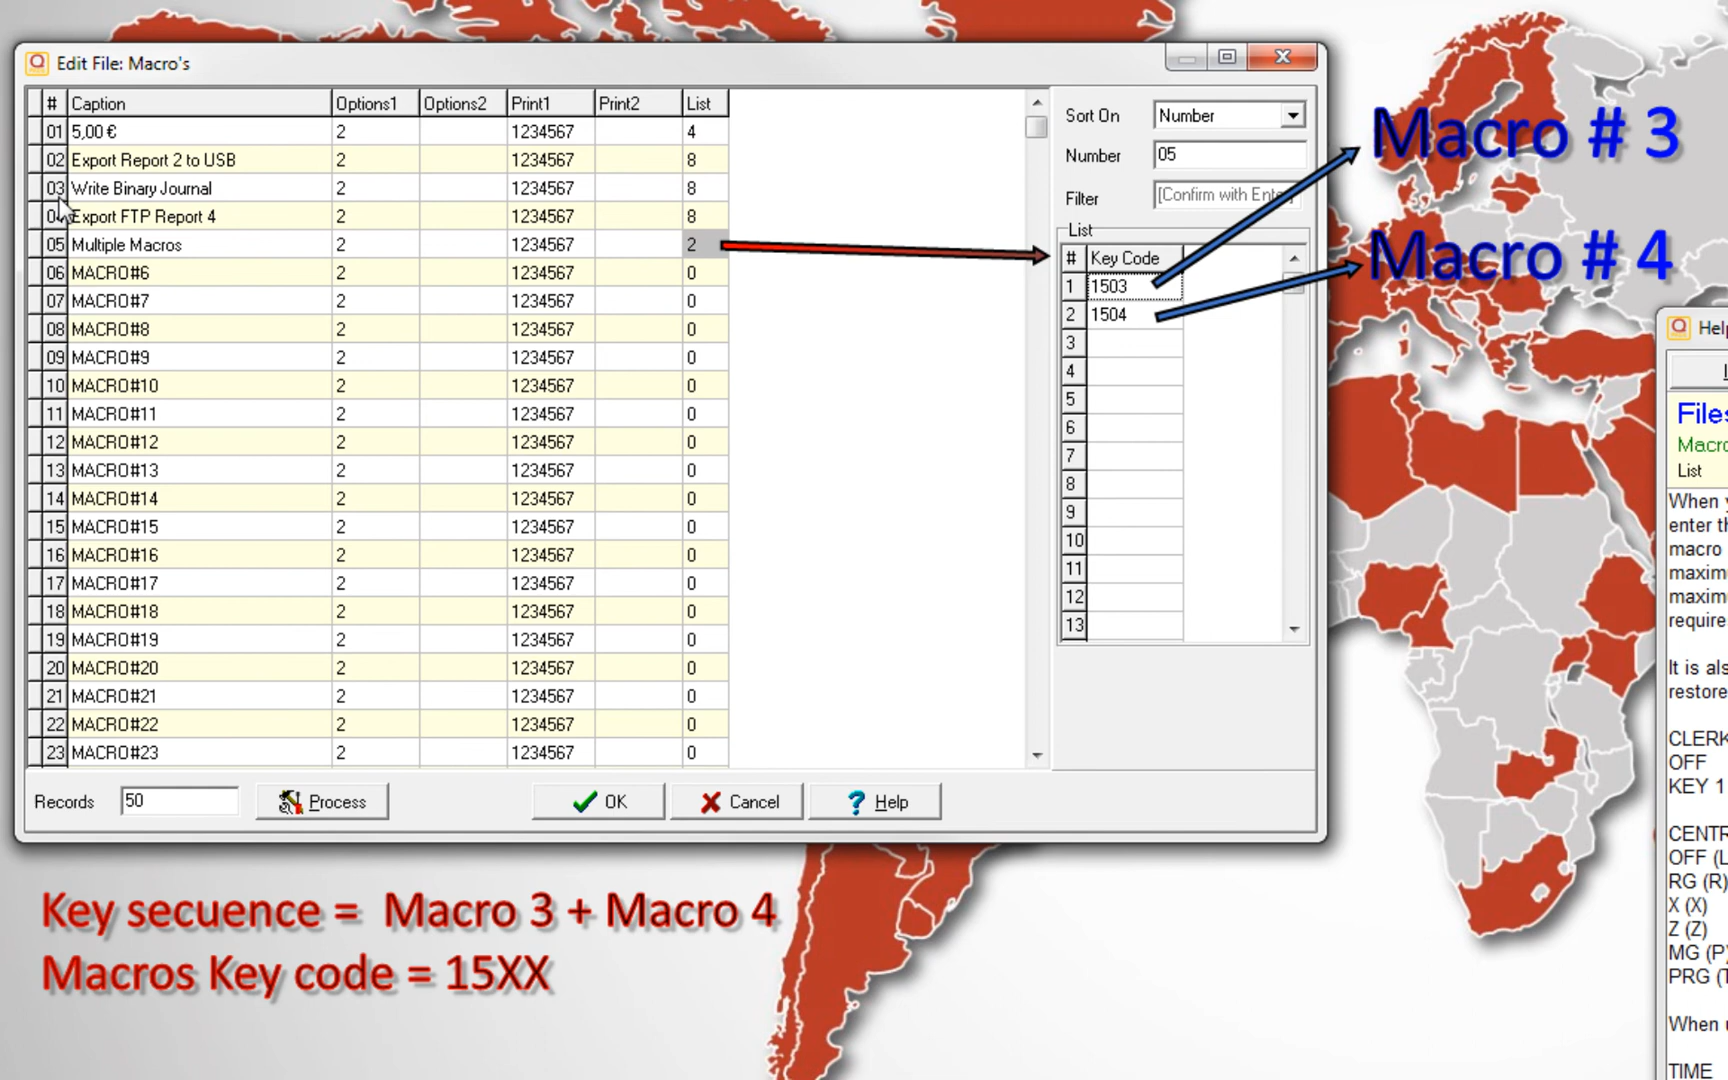 Edit File: Macro's
# Caption Options1 Options2 Print1 Print2 List
01 5,00 € 2 1234567 4
02 Export Report 2 to USB 2 1234567 8
03 Write Binary Journal 2 1234567 8
Export FTP Report 4 2 1234567 8
05 Multiple Macros 2 1234567 2
06 MACRO#6 2 1234567 0
07 MACRO#7 2 1234567 0
08 MACRO#8 2 1234567 0
09 MACRO#9 2 1234567 0
10 MACRO#10 2 1234567 0
11 MACRO#11 2 1234567 0
12 MACRO#12 2 1234567 0
13 MACRO#13 2 1234567 0
14 MACRO#14 2 1234567 0
15 MACRO#15 2 1234567 0
16 MACRO#16 2 1234567 0
17 MACRO#17 2 1234567 0
18 MACRO#18 2 1234567 0
19 MACRO#19 2 1234567 0
20 MACRO#20 2 1234567 0
21 MACRO#21 2 1234567 0
22 MACRO#22 2 1234567 0
23 MACRO#23 2 1234567 0
Sort On Number
Number 05
Filter [Confirm with
List
# Key Code
1 1503
2 1504
3
4
5
6
7
8
9
10
11
12
13
Macro # 3
Macro # 4
Records 50 Process OK Cancel Help
Key secuence = Macro 3 + Macro 4
Macros Key code = 15XX
List
When
enter
macro
It is
CLERK
OFF
KEY 1
OFF
RG (R)
X (X)
Z (Z)
MG
PRG
When
TIME